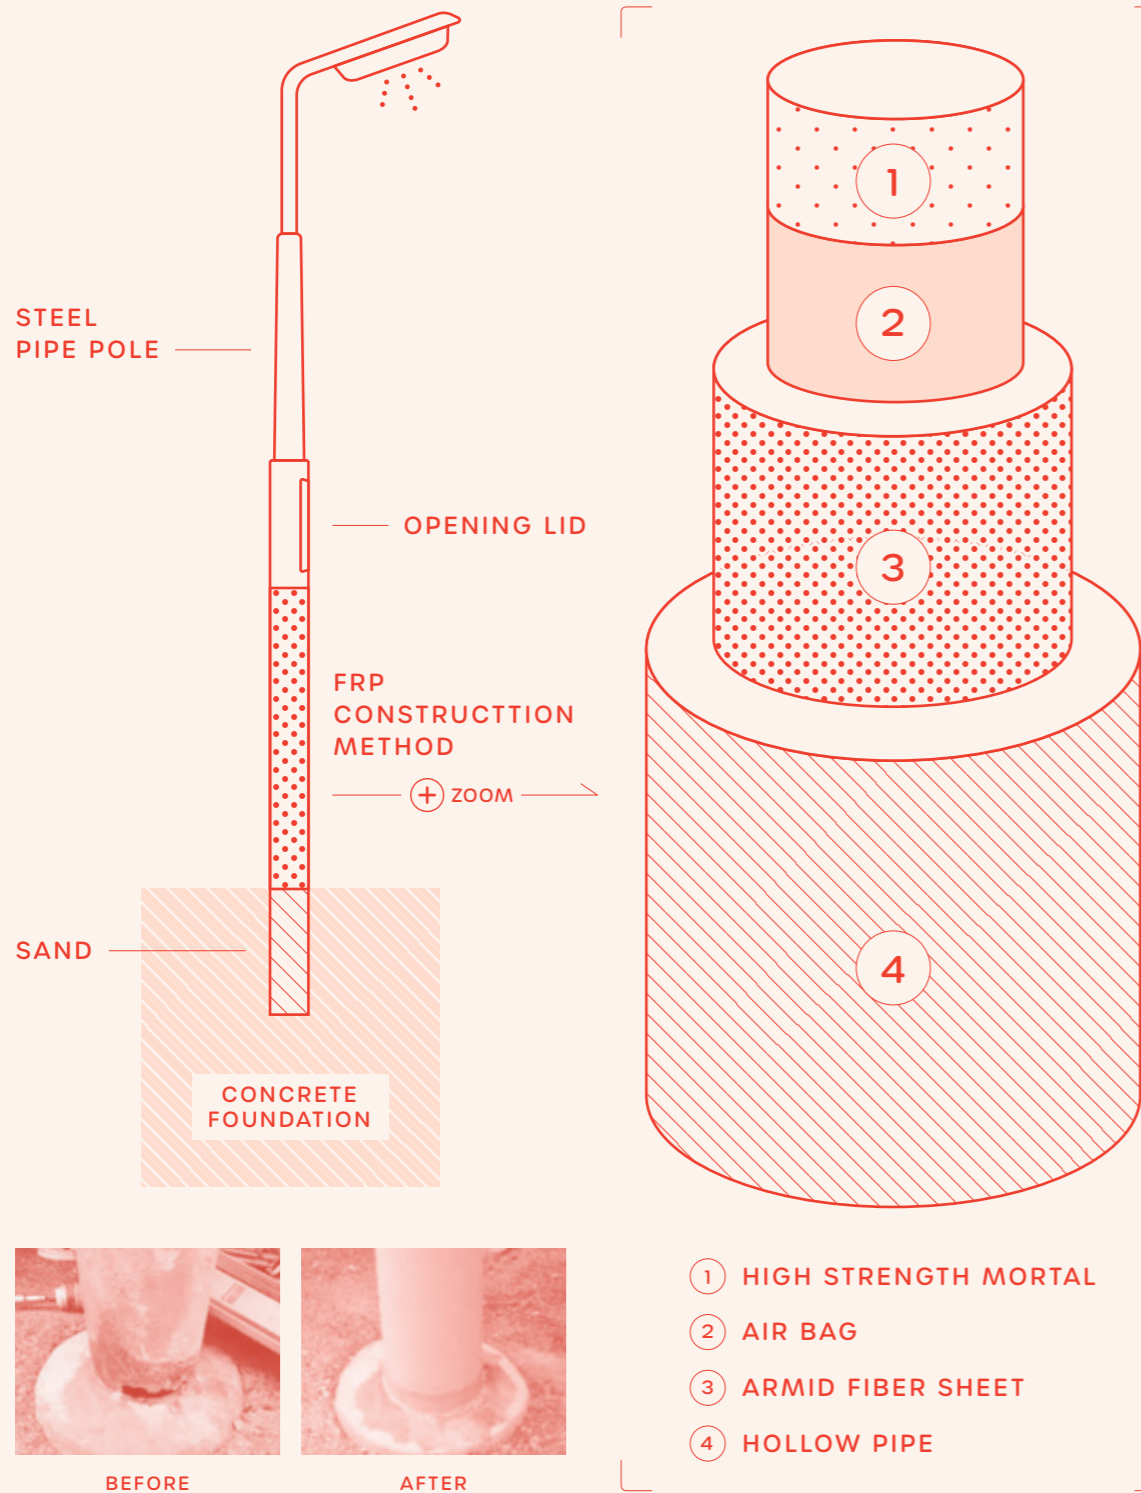 STEEL
PIPE POLE
OPENING LID
FRP
CONSTRUCTTION
METHOD
+ ZOOM
SAND
CONCRETE
FOUNDATION
BEFORE
AFTER
1
2
3
4
1 HIGH STRENGTH MORTAL
2 AIR BAG
3 ARMID FIBER SHEET
4 HOLLOW PIPE